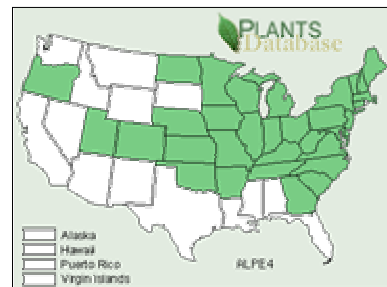 PLANTS
Database
Alaska
Hawaii
Puerto Rico
Virgin Islands
ALPE4